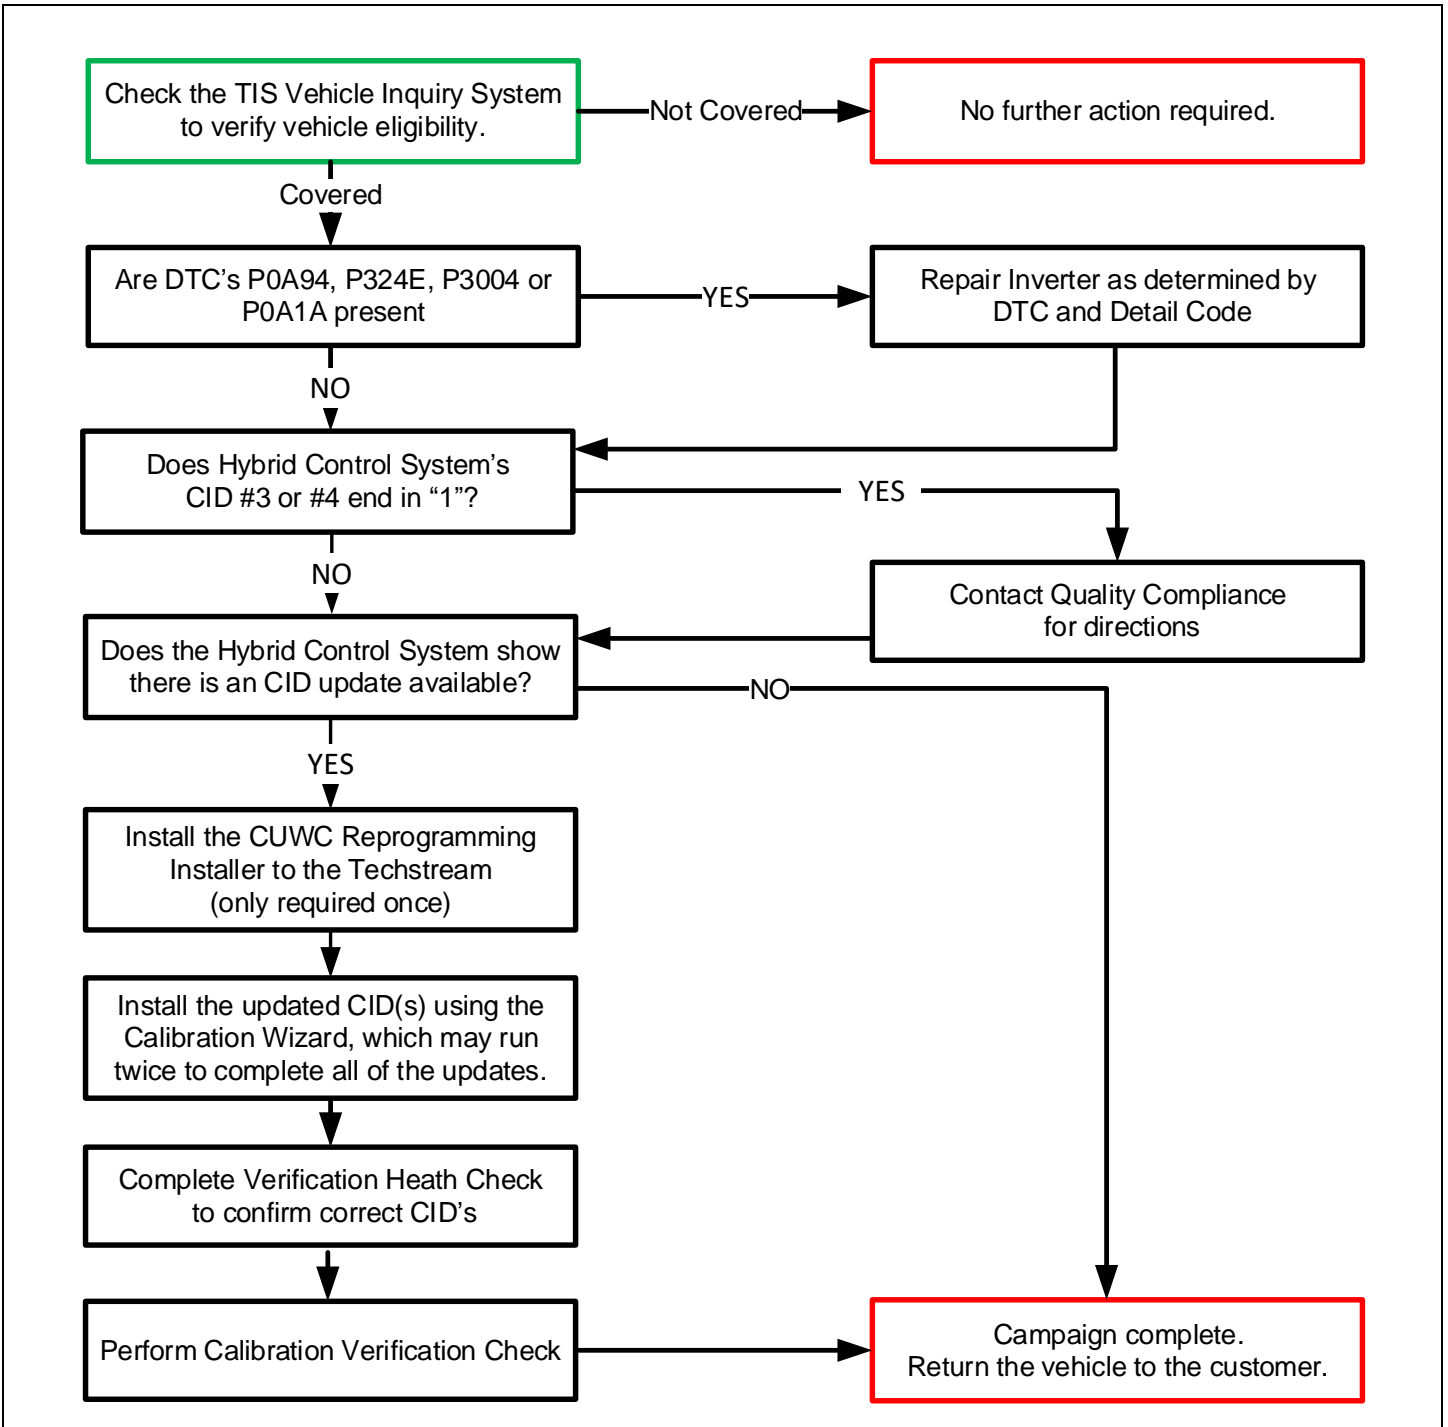 Check the TIS Vehicle Inquiry System
to verify vehicle eligibility.
Not Covered
No further action required.
Covered
Are DTC’s P0A94, P324E, P3004 or
P0A1A present
YES
Repair Inverter as determined by
DTC and Detail Code
NO
Does Hybrid Control System’s
CID #3 or #4 end in “1”?
YES
NO
Contact Quality Compliance
for directions
Does the Hybrid Control System show
there is an CID update available?
NO
YES
Install the CUWC Reprogramming
Installer to the Techstream
(only required once)
Install the updated CID(s) using the
Calibration Wizard, which may run
twice to complete all of the updates.
Complete Verification Heath Check
to confirm correct CID’s
Perform Calibration Verification Check
Campaign complete.
Return the vehicle to the customer.